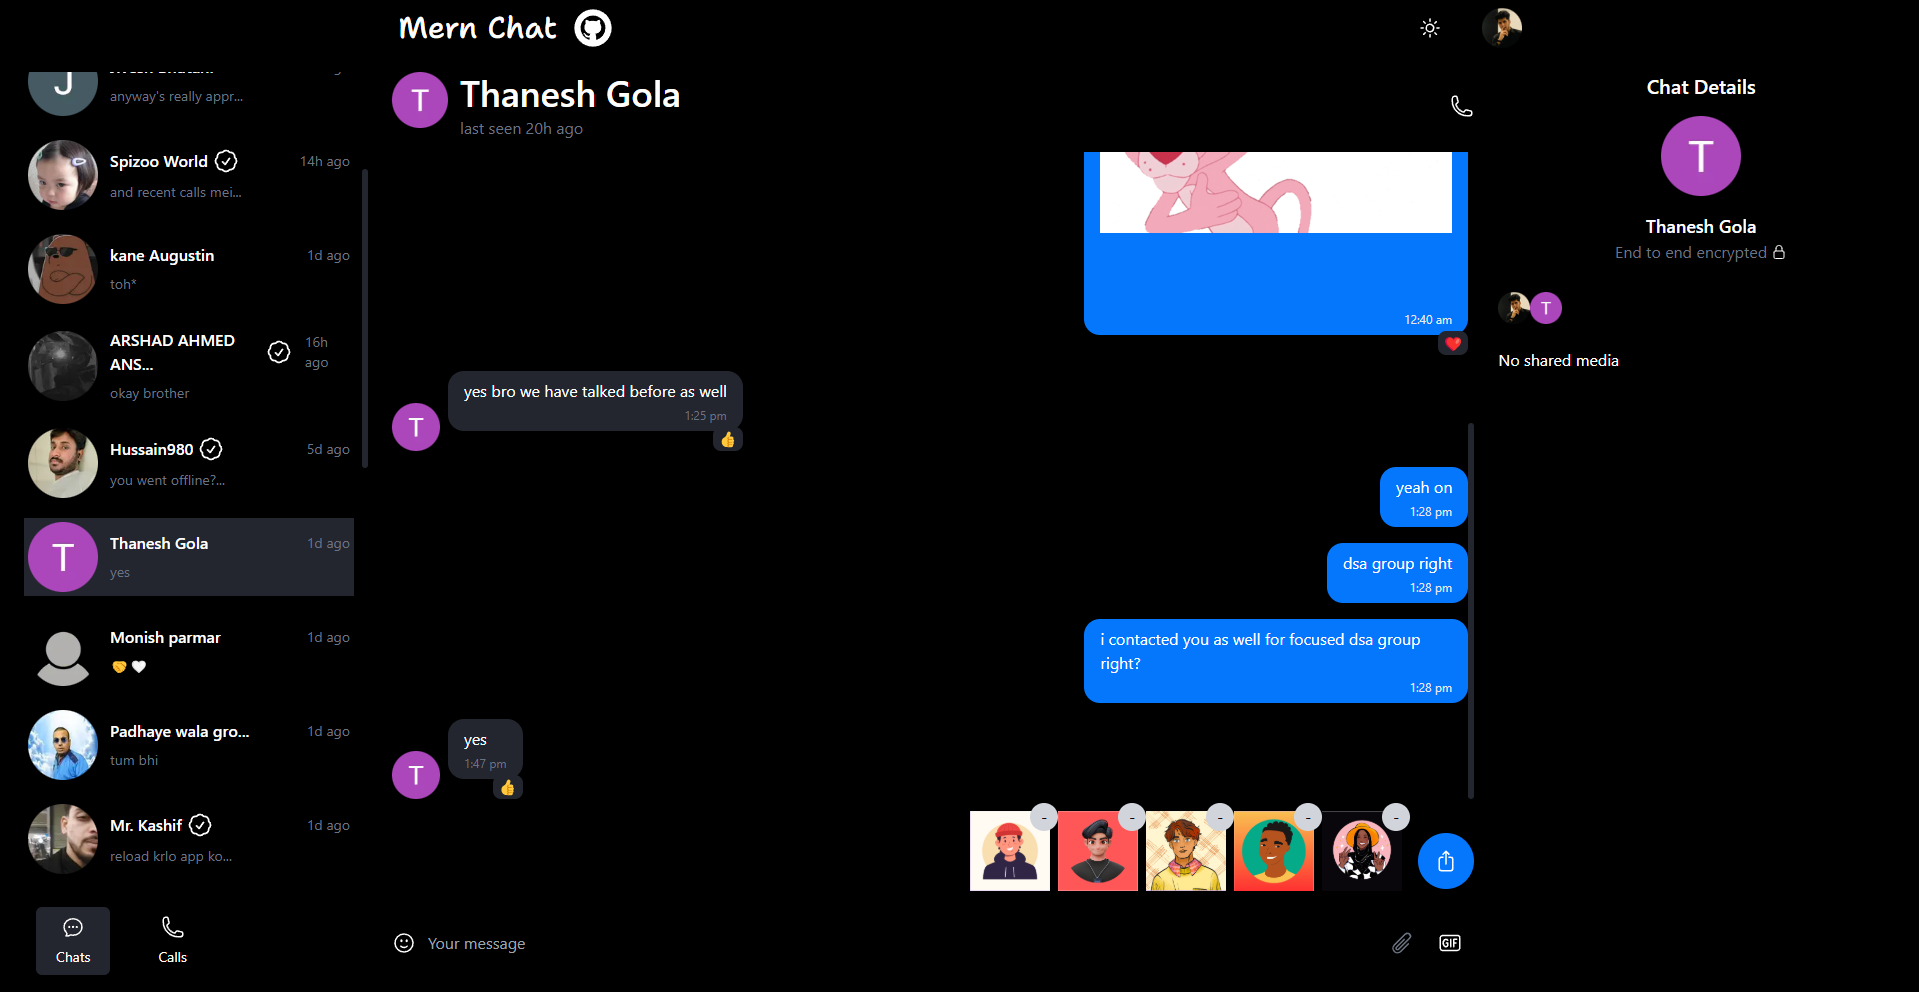 Mern Chat
J
anyway's really appr...
Spizoo World
14h ago
and recent calls mei...
kane Augustin
1d ago
toh*
ARSHAD AHMED
ANS...
16h
ago
okay brother
Hussain980
5d ago
you went offline?...
T
Thanesh Gola
1d ago
yes
Monish parmar
1d ago
🤝🤍
Padhaye wala gro...
1d ago
tum bhi
Mr. Kashif
1d ago
reload krlo app ko...
Chats
Calls
T
Thanesh Gola
last seen 20h ago
12:40 am
yes bro we have talked before as well
1:25 pm
T
yeah on
1:28 pm
dsa group right
1:28 pm
i contacted you as well for focused dsa group
right?
1:28 pm
yes
1:47 pm
T
- - - - -
Your message
GIF
Chat Details
T
Thanesh Gola
End to end encrypted
T
No shared media